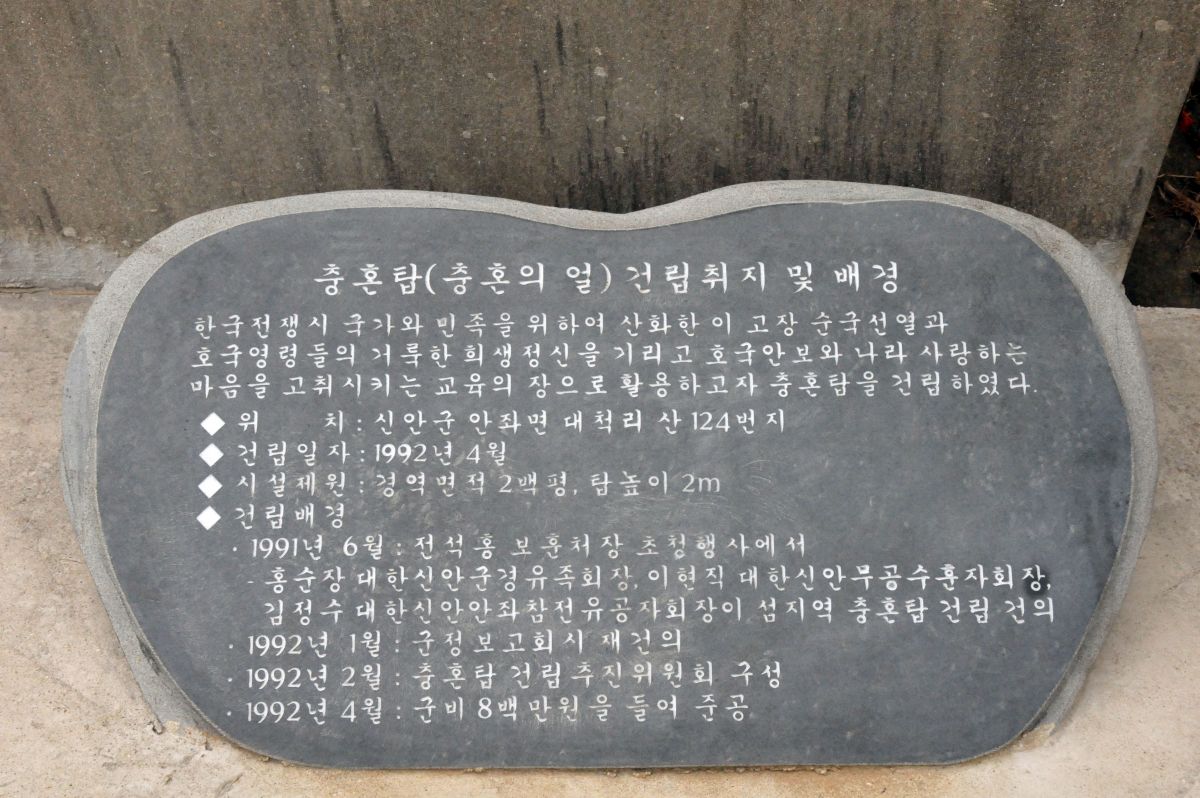 충혼탑(충혼의 얼) 건립취지 및 배경
한국전쟁시 국가와 민족을 위하여 산화한 이 고장 순국선열과
호국영령들의 거룩한 희생정신을 기리고 호국안보와 나라 사랑하는
마음을 고취시키는 교육의 장으로 활용하고자 충혼탑을 건립하였다.
◆ 위 치 : 신안군 안좌면 대척리 산 124번지
◆ 건립일자 : 1992년 4월
◆ 시설제원 : 경역면적 2백평, 탑높이 2m
◆ 건립배경
· 1991년 6월 : 전석홍 보훈처장 초청행사에서
- 홍순장 대한신안군경유족회장, 이현직 대한신안무공수훈자회장,
김정수 대한신안안좌참전유공자회장이 섬지역 충혼탑 건립 건의
· 1992년 1월 : 군정보고회시 재건의
· 1992년 2월 : 충혼탑 건립추진위원회 구성
· 1992년 4월 : 군비 8백만원을 들여 준공